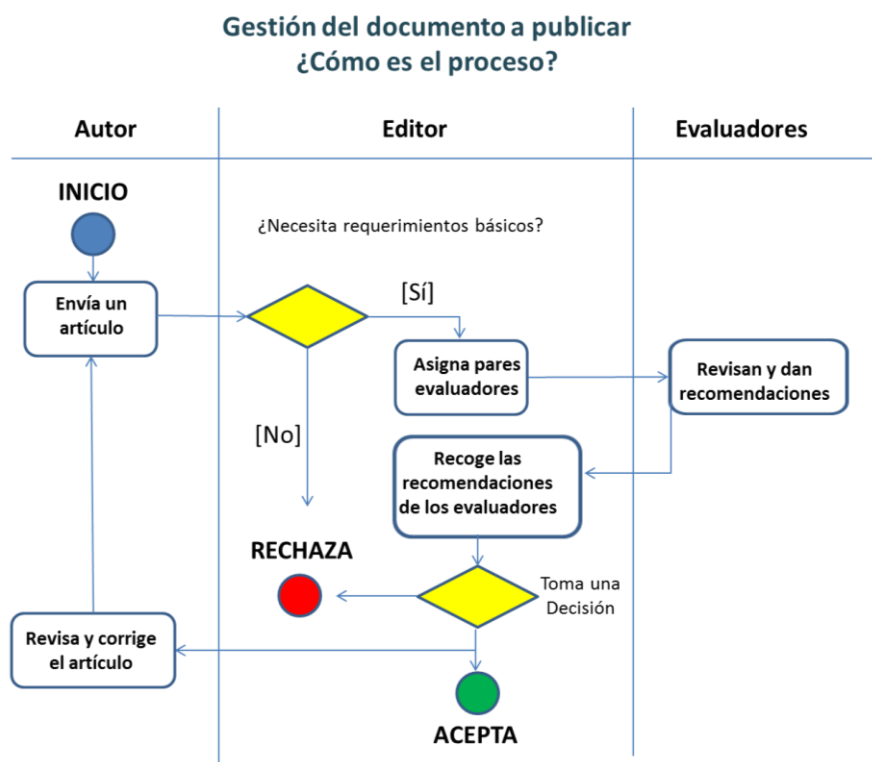 Gestión del documento a publicar
¿Cómo es el proceso?
Autor
Editor
Evaluadores
INICIO
¿Necesita requerimientos básicos?
Envía un
artículo
[Sí]
Asigna pares
evaluadores
Revisan y dan
recomendaciones
[No]
Recoge las
recomendaciones
de los evaluadores
RECHAZA
Toma una
Decisión
Revisa y corrige
el artículo
ACEPTA